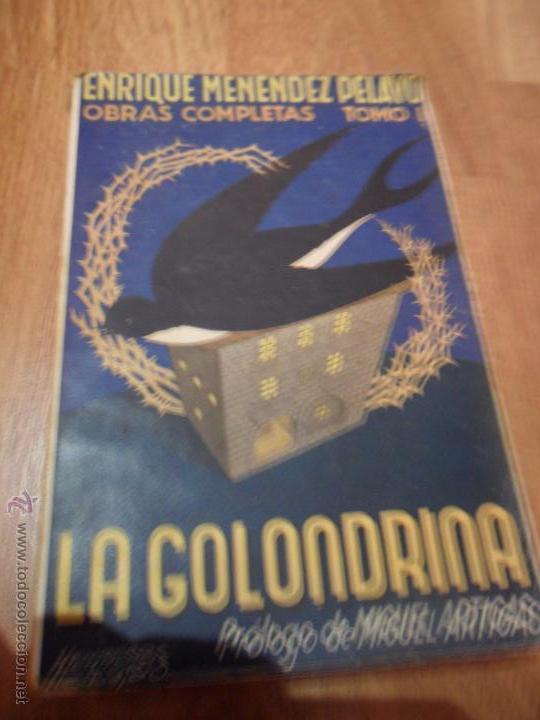 ENRIQUE MENENDEZ PELAYO
OBRAS COMPLETAS TOMO I
LA GOLONDRINA
Prólogo de MIGUEL ARTIGAS
www.todocoleccion.net